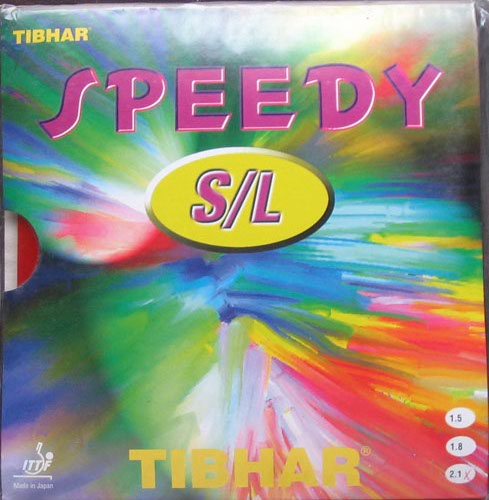 TIBHAR®
SPEEDY
S/L
1.5
1.8
2.1 X
ITTF
Made in Japan
TIBHAR®